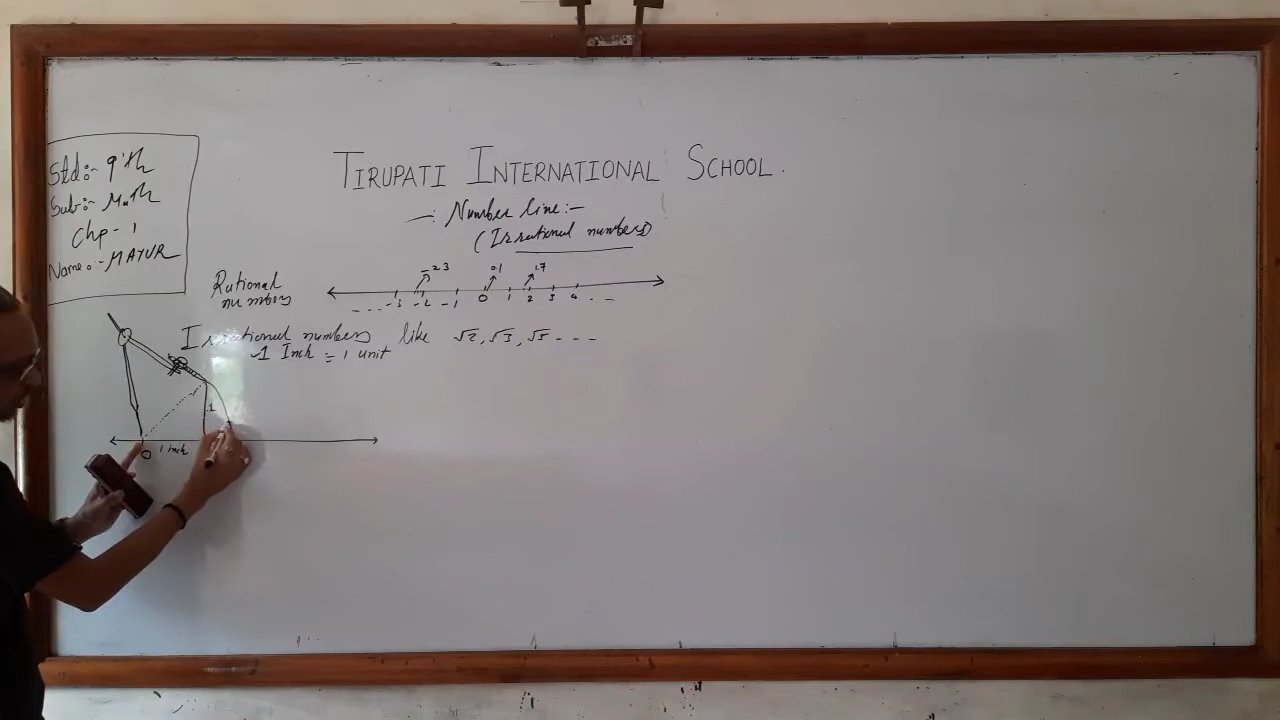 Std:- 9'th
Sub:- Math
Chp - 1
Name:- MAYUR
TIRUPATI INTERNATIONAL SCHOOL.
-: Number line:-
(Irrational numbers)
Rational numbers
-2.3 0.1 1.7
... -3 -2 -1 0 1 2 3 4 . . -
Irrational numbers like √2, √3, √5 - - -
1 Inch = 1 unit
1
0 1 inch